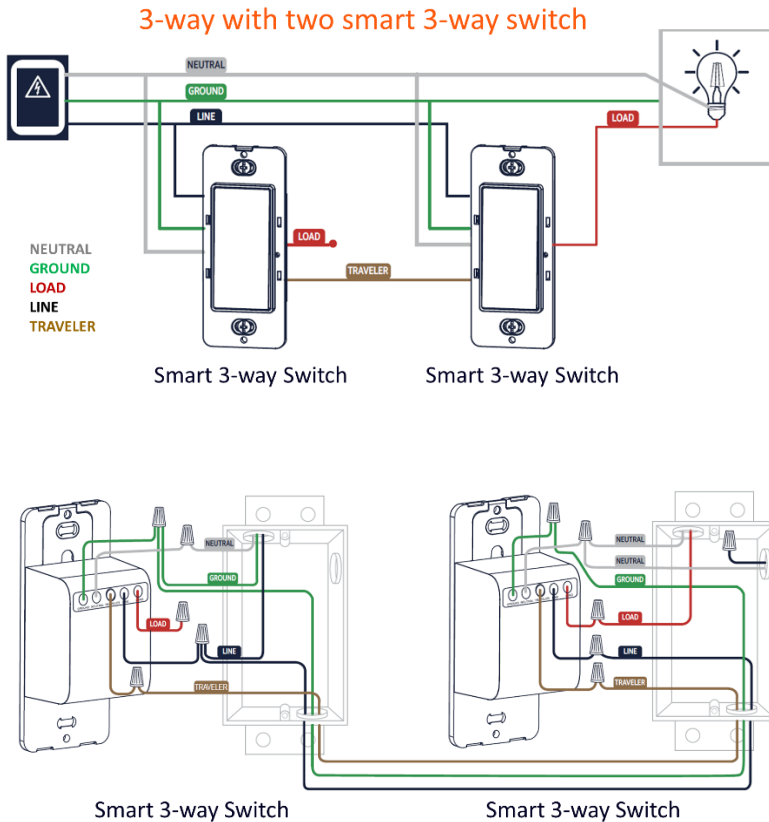 3-way with two smart 3-way switch
NEUTRAL
GROUND
LINE
LOAD
LOAD
TRAVELER
NEUTRAL
GROUND
LOAD
LINE
TRAVELER
Smart 3-way Switch
Smart 3-way Switch
NEUTRAL
GROUND
LOAD
LINE
TRAVELER
NEUTRAL
NEUTRAL
GROUND
LOAD
LINE
TRAVELER
Smart 3-way Switch
Smart 3-way Switch